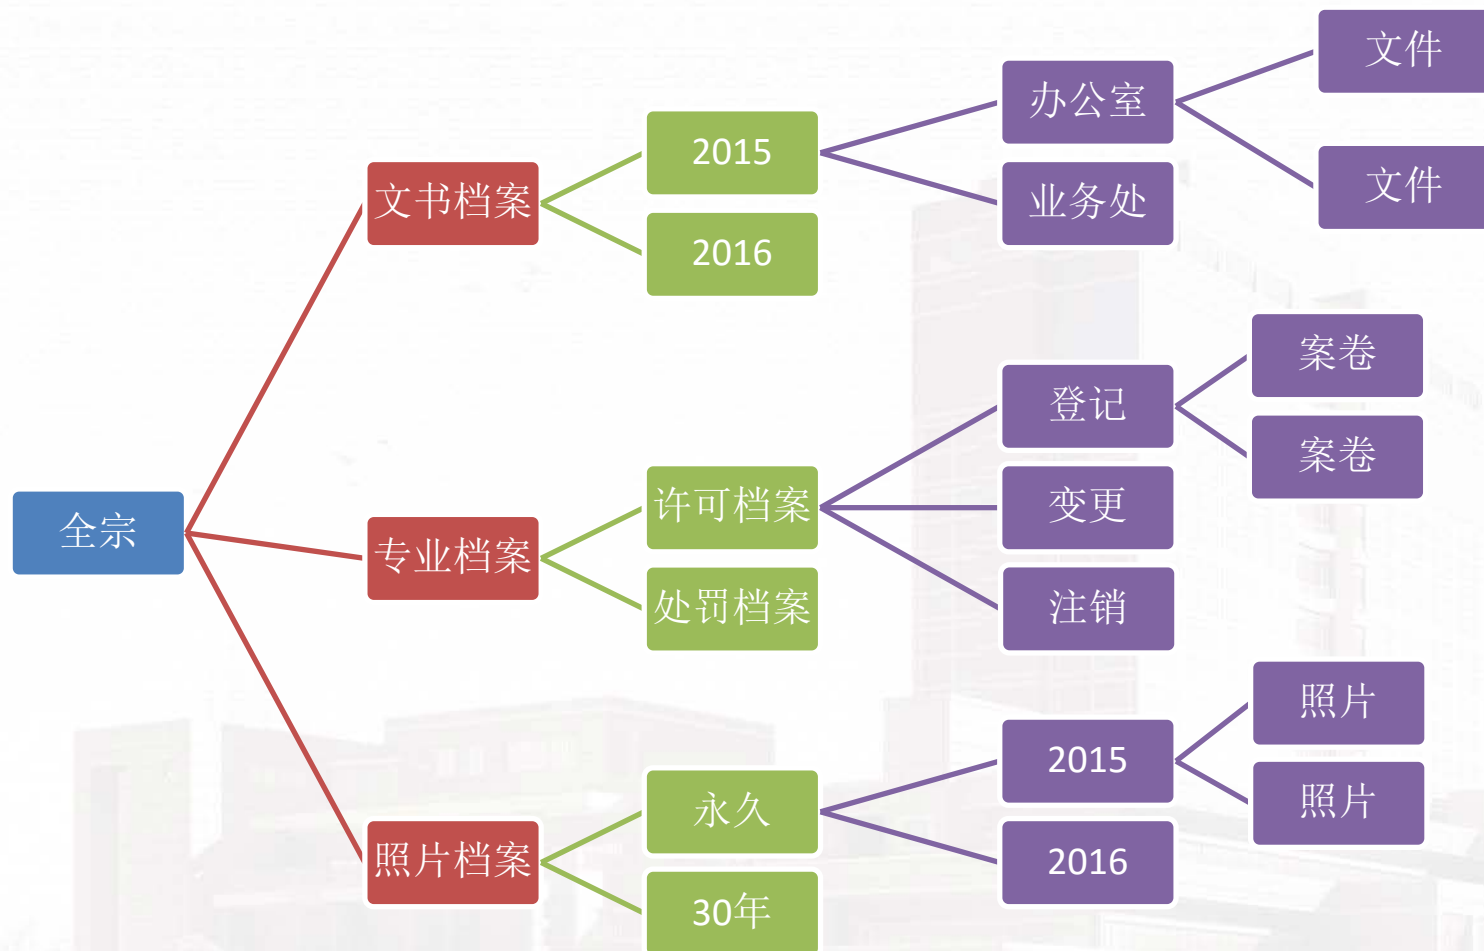 全宗
文书档案
2015
办公室
文件
文件
业务处
2016
专业档案
许可档案
登记
案卷
案卷
变更
注销
处罚档案
照片档案
永久
2015
照片
照片
2016
30年